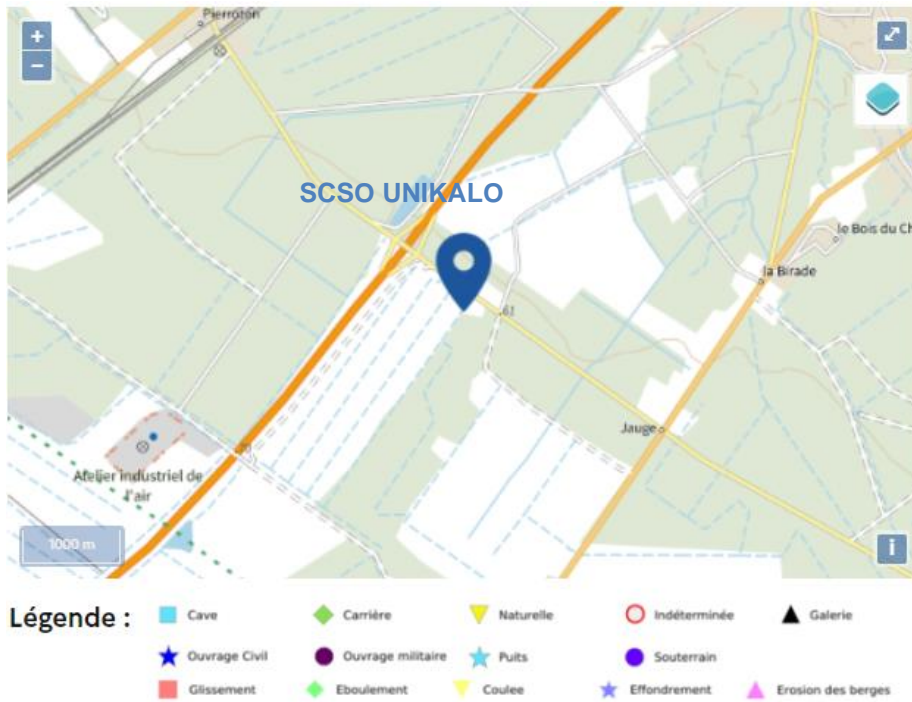 Pierroton
+
−
SCSO UNIKALO
le Bois du Ch
la Birade
61
Jauge
70
Atelier industriel de
l'air
1000 m
i
Légende :
Cave
Carrière
Naturelle
Indéterminée
Galerie
Ouvrage Civil
Ouvrage militaire
Puits
Souterrain
Glissement
Eboulement
Coulee
Effondrement
Erosion des berges